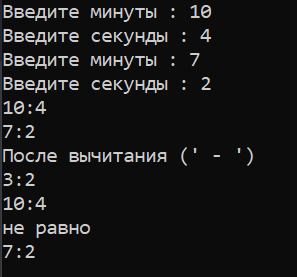 Введите минуты : 10
Введите секунды : 4
Введите минуты : 7
Введите секунды : 2
10:4
7:2
После вычитания (' - ')
3:2
10:4
не равно
7:2